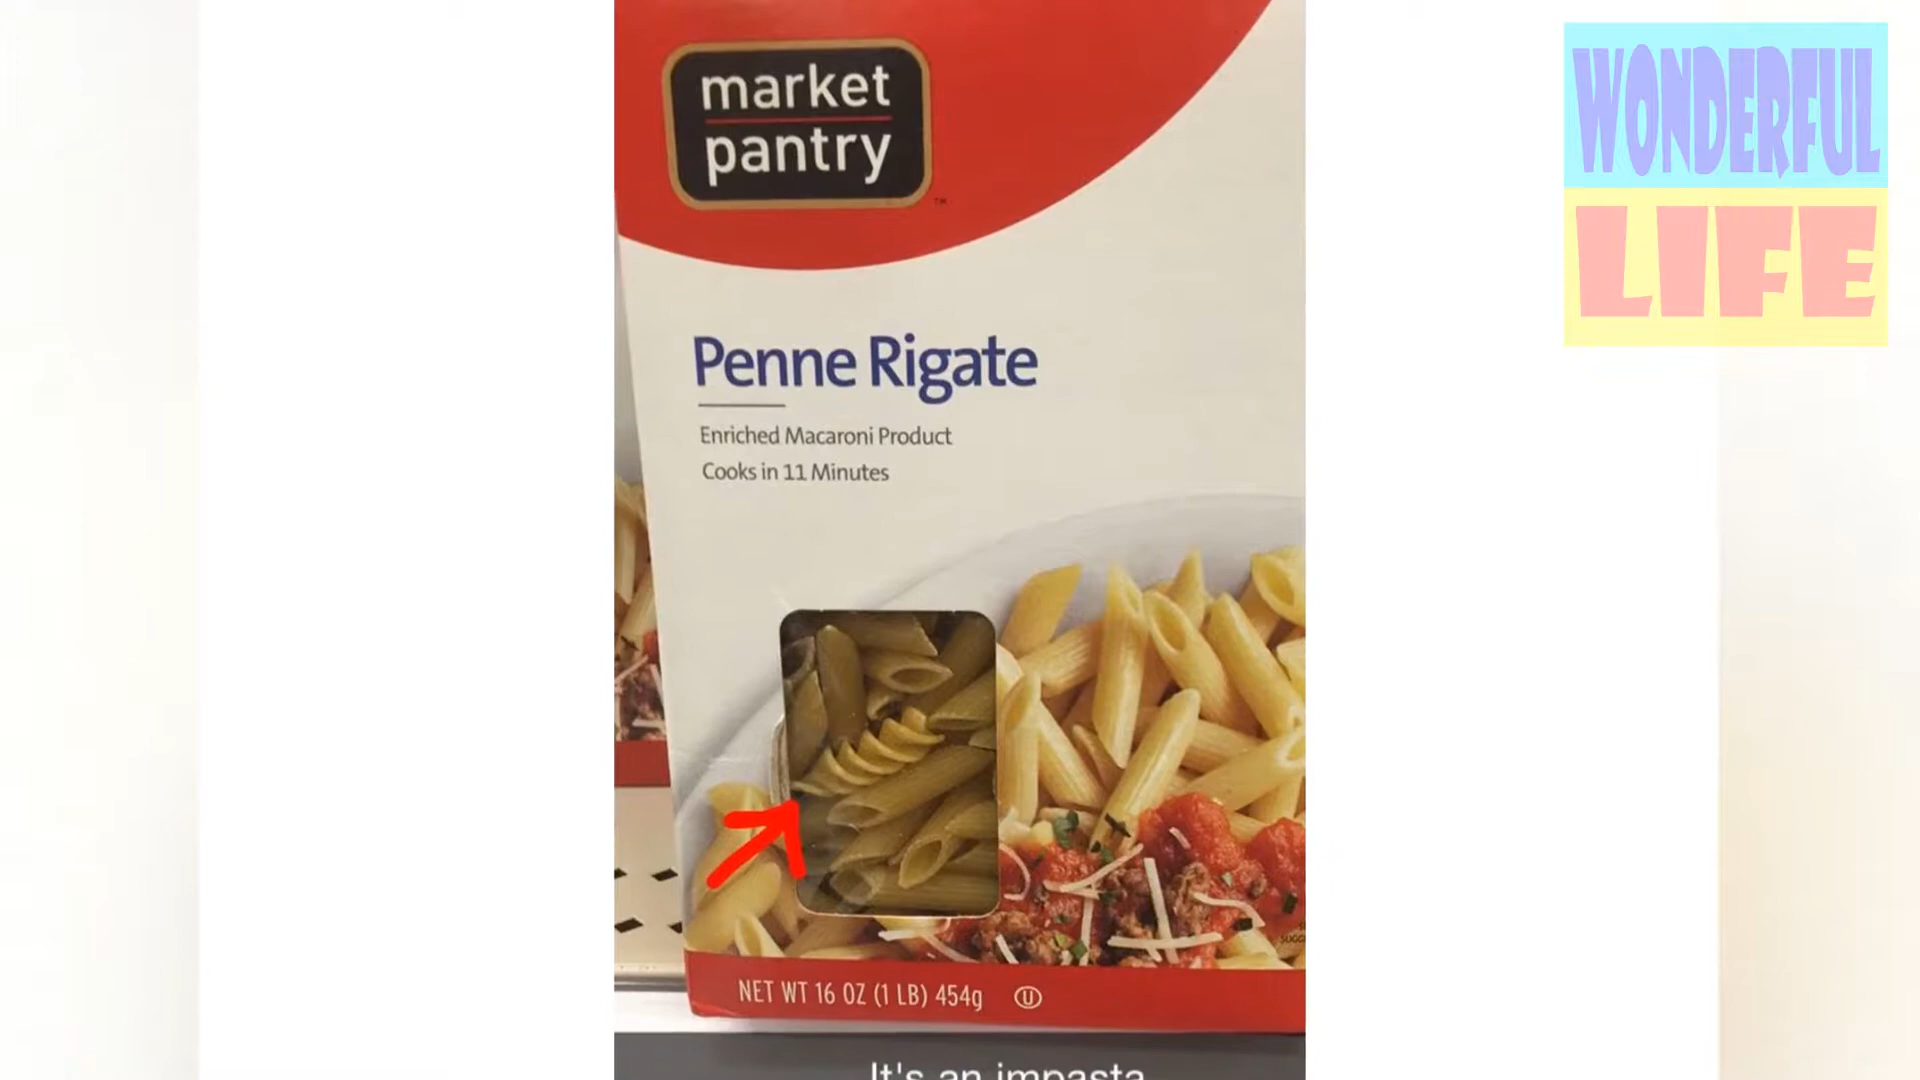 market
pantry
™
WONDERFUL
LIFE
Penne Rigate
Enriched Macaroni Product
Cooks in 11 Minutes
NET WT 16 OZ (1 LB) 454g U
It's an impasta